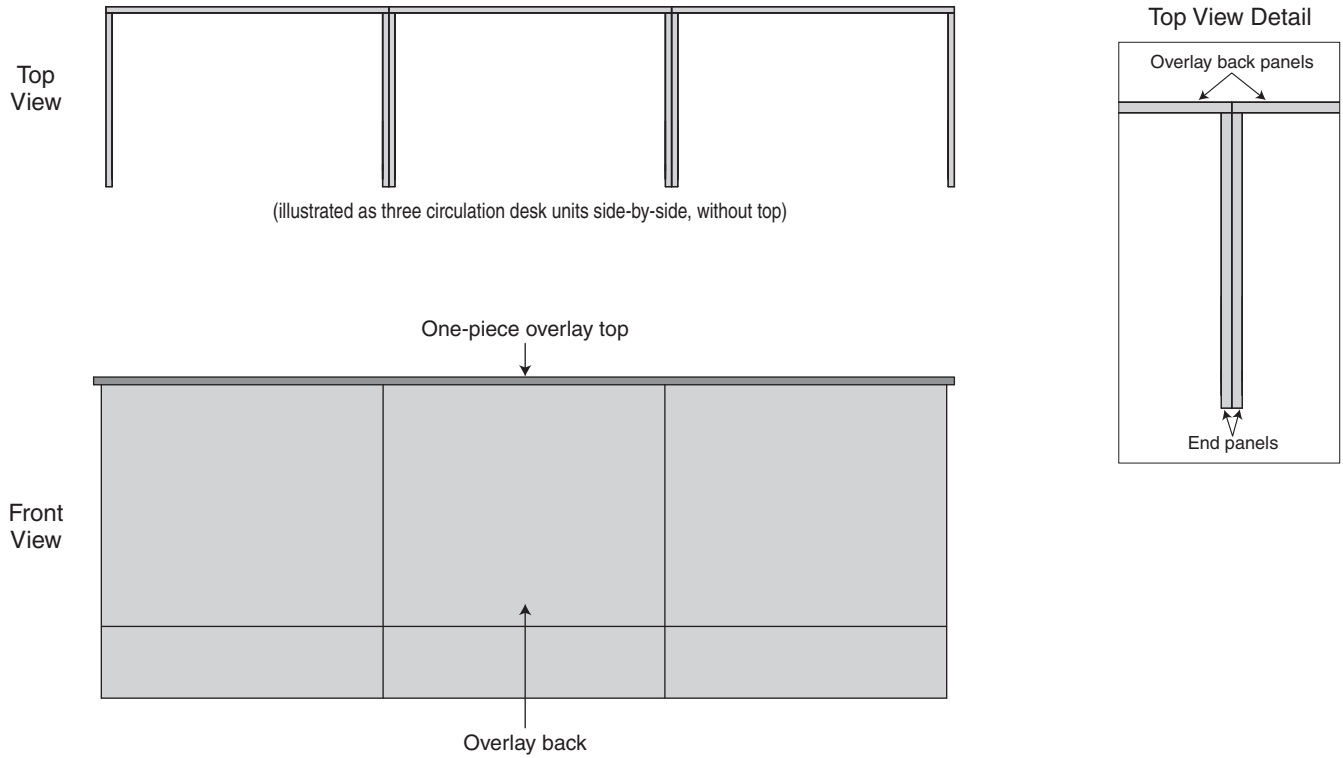 Top View Detail
Overlay back panels
Top
View
(illustrated as three circulation desk units side-by-side, without top)
End panels
One-piece overlay top
Front
View
Overlay back